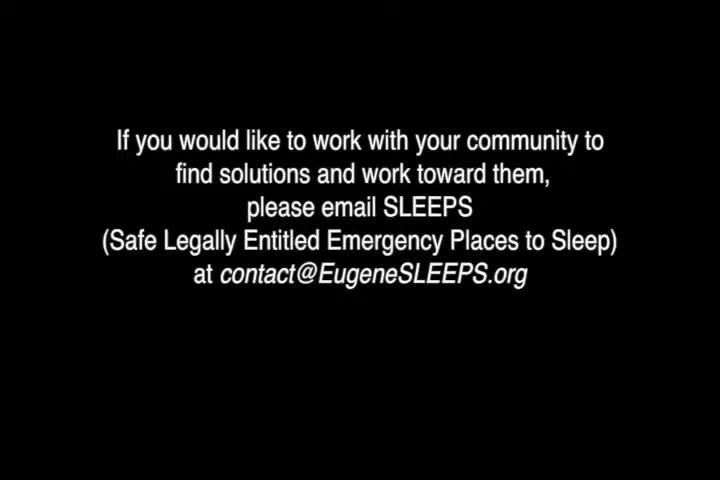 If you would like to work with your community to
find solutions and work toward them,
please email SLEEPS
(Safe Legally Entitled Emergency Places to Sleep)
at contact@EugeneSLEEPS.org